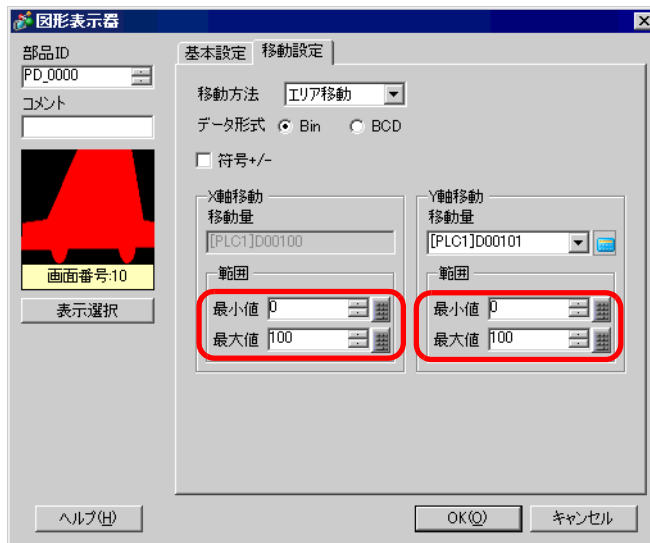 図形表示器
部品ID
PD_0000
コメント
画面番号:10
表示選択
基本設定
移動設定
移動方法 エリア移動
データ形式 Bin BCD
符号+/-
X軸移動
移動量
[PLC1]D00100
範囲
最小値 0
最大値 100
Y軸移動
移動量
[PLC1]D00101
範囲
最小値 0
最大値 100
ヘルプ(H)
OK(O)
キャンセル